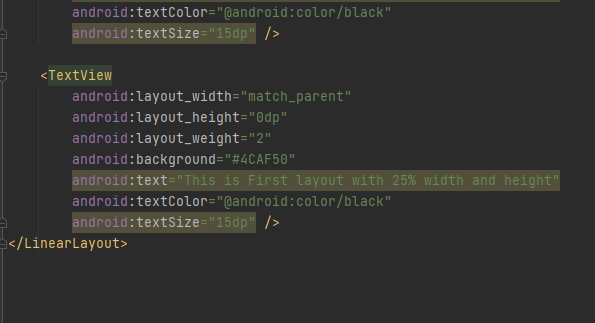 android:textColor="@android:color/black"
android:textSize="15dp" />
<TextView
android:layout_width="match_parent"
android:layout_height="0dp"
android:layout_weight="2"
android:background="#4CAF50"
android:text="This is First layout with 25% width and height"
android:textColor="@android:color/black"
android:textSize="15dp" />
</LinearLayout>